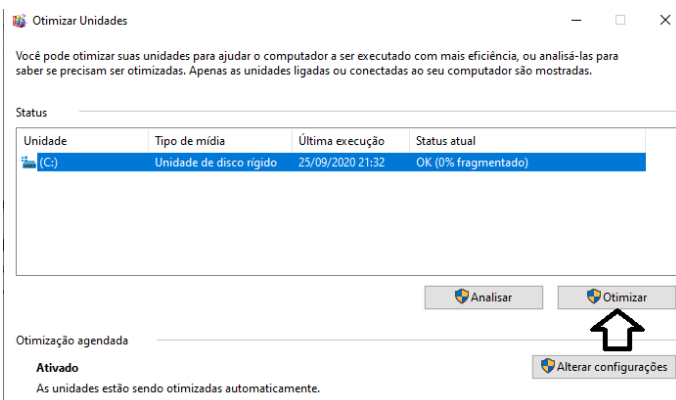 Otimizar Unidades
Você pode otimizar suas unidades para ajudar o computador a ser executado com mais eficiência, ou analisá-las para
saber se precisam ser otimizadas. Apenas as unidades ligadas ou conectadas ao seu computador são mostradas.
Status
Unidade Tipo de mídia Última execução Status atual
(C:) Unidade de disco rígido 25/09/2020 21:32 OK (0% fragmentado)
Analisar Otimizar
Otimização agendada
Ativado Alterar configurações
As unidades estão sendo otimizadas automaticamente.